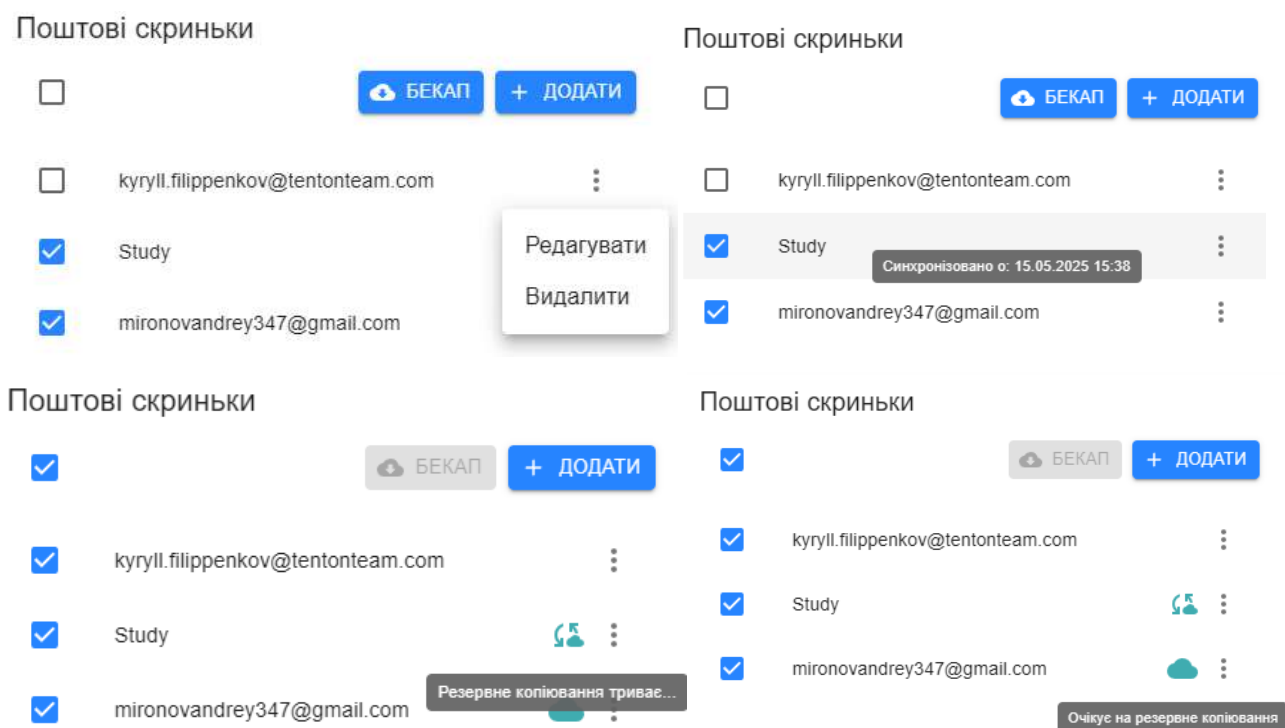 Поштові скриньки
БЕКАП
+ ДОДАТИ
kyryll.filippenkov@tentonteam.com
Study
mironovandrey347@gmail.com
Редагувати
Видалити
Поштові скриньки
БЕКАП
+ ДОДАТИ
kyryll.filippenkov@tentonteam.com
Study
Синхронізовано о: 15.05.2025 15:38
mironovandrey347@gmail.com
Поштові скриньки
БЕКАП
+ ДОДАТИ
kyryll.filippenkov@tentonteam.com
Study
Резервне копіювання триває...
mironovandrey347@gmail.com
Поштові скриньки
БЕКАП
+ ДОДАТИ
kyryll.filippenkov@tentonteam.com
Study
mironovandrey347@gmail.com
Очікує на резервне копіювання